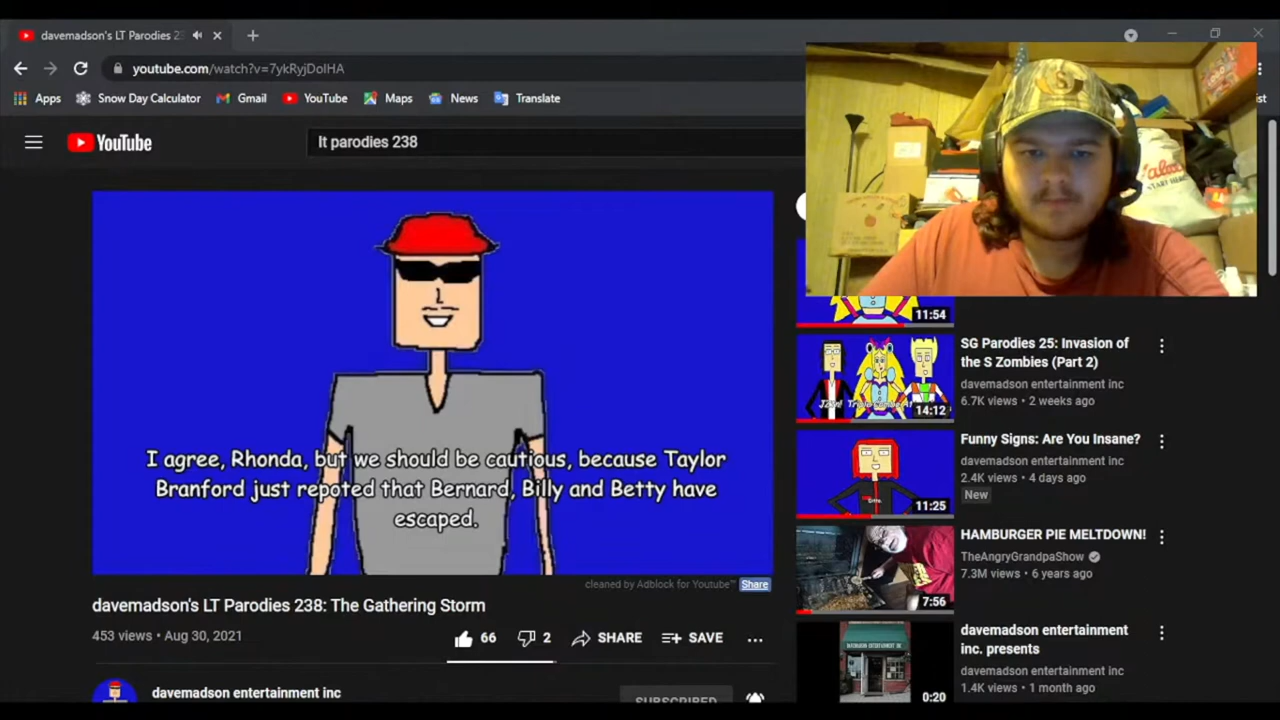 davemadson's LT Parodies 23
youtube.com/watch?v=7ykRyjDolHA
Apps Snow Day Calculator Gmail YouTube Maps News Translate
YouTube
lt parodies 238
I agree, Rhonda, but we should be cautious, because Taylor
Branford just repoted that Bernard, Billy and Betty have
escaped.
cleaned by Adblock for Youtube™ Share
davemadson's LT Parodies 238: The Gathering Storm
453 views • Aug 30, 2021
66 2 SHARE SAVE
davemadson entertainment inc
SUBSCRIBED
11:54
14:12
SG Parodies 25: Invasion of
the S Zombies (Part 2)
davemadson entertainment inc
6.7K views • 2 weeks ago
11:25
Funny Signs: Are You Insane?
davemadson entertainment inc
2.4K views • 4 days ago
New
7:56
HAMBURGER PIE MELTDOWN!
TheAngryGrandpaShow
7.3M views • 6 years ago
0:20
davemadson entertainment
inc. presents
davemadson entertainment inc
1.4K views • 1 month ago